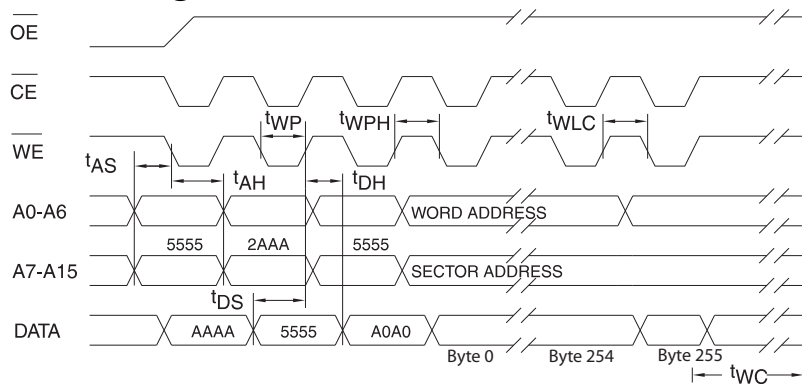 OE
CE
tWP tWPH tWLC
WE
tAS
tAH tDH
A0-A6 WORD ADDRESS
5555 2AAA 5555
A7-A15 SECTOR ADDRESS
tDS
DATA AAAA 5555 A0A0
Byte 0 Byte 254 Byte 255
tWC